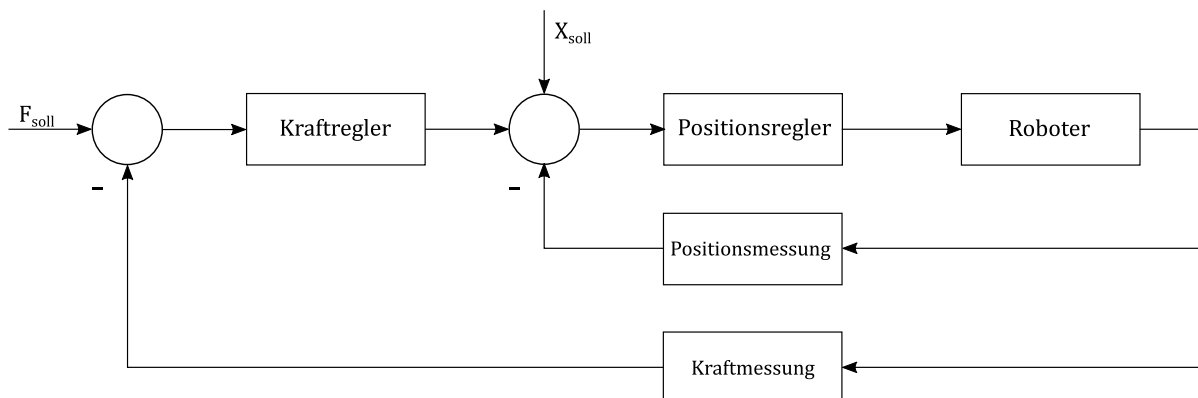 X_soll
F_soll
Kraftregler
Positionsregler
Roboter
−
−
Positionsmessung
Kraftmessung